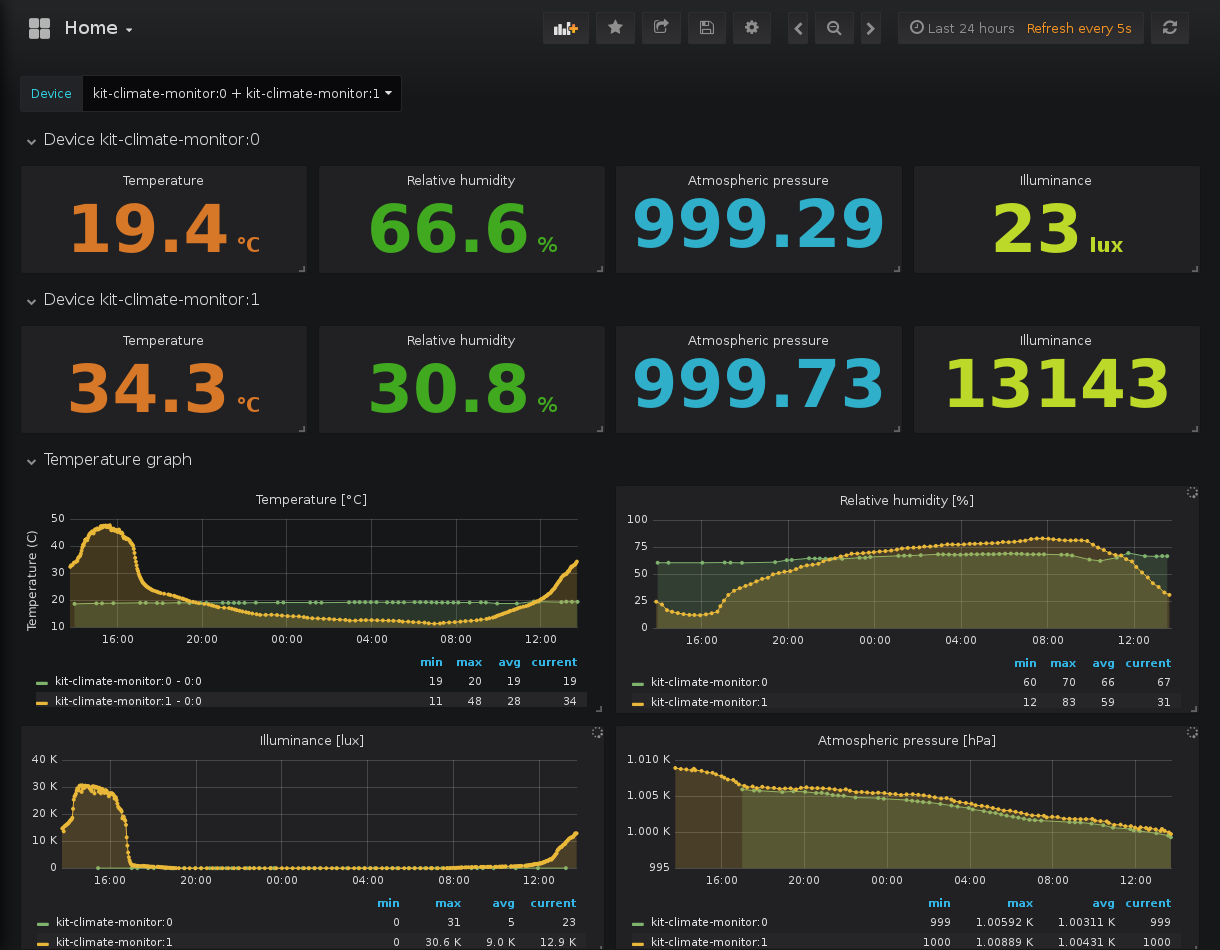 Home
Last 24 hours Refresh every 5s
Device kit-climate-monitor:0 + kit-climate-monitor:1
Device kit-climate-monitor:0
Temperature Relative humidity Atmospheric pressure Illuminance
19.4 °C 66.6 % 999.29 23 lux
Device kit-climate-monitor:1
Temperature Relative humidity Atmospheric pressure Illuminance
34.3 °C 30.8 % 999.73 13143
Temperature graph
Temperature [°C]
Temperature (C)
50
40
30
20
10
16:00 20:00 00:00 04:00 08:00 12:00
min max avg current
kit-climate-monitor:0 - 0:0 19 20 19 19
kit-climate-monitor:1 - 0:0 11 48 28 34
Relative humidity [%]
100
75
50
25
0
16:00 20:00 00:00 04:00 08:00 12:00
min max avg current
kit-climate-monitor:0 60 70 66 67
kit-climate-monitor:1 12 83 59 31
Illuminance [lux]
40 K
30 K
20 K
10 K
0
16:00 20:00 00:00 04:00 08:00 12:00
min max avg current
kit-climate-monitor:0 0 31 5 23
kit-climate-monitor:1 0 30.6 K 9.0 K 12.9 K
Atmospheric pressure [hPa]
1.010 K
1.005 K
1.000 K
995
16:00 20:00 00:00 04:00 08:00 12:00
min max avg current
kit-climate-monitor:0 999 1.00592 K 1.00311 K 999
kit-climate-monitor:1 1000 1.00889 K 1.00431 K 1000